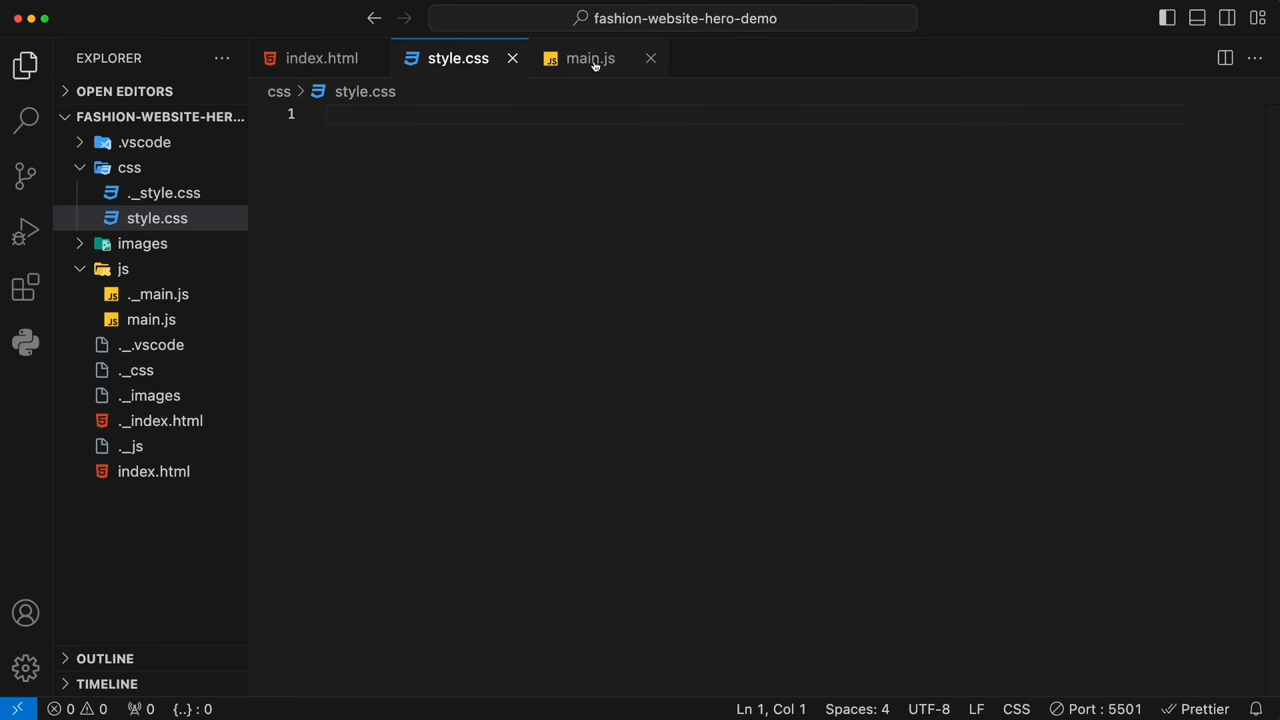 fashion-website-hero-demo
EXPLORER
index.html
style.css
main.js
OPEN EDITORS
css
style.css
FASHION-WEBSITE-HER...
1
.vscode
css
._style.css
style.css
images
js
._main.js
main.js
._.vscode
._css
._images
._index.html
._js
index.html
OUTLINE
TIMELINE
0 0 0 {..} : 0 Ln 1, Col 1 Spaces: 4 UTF-8 LF CSS Port : 5501 Prettier